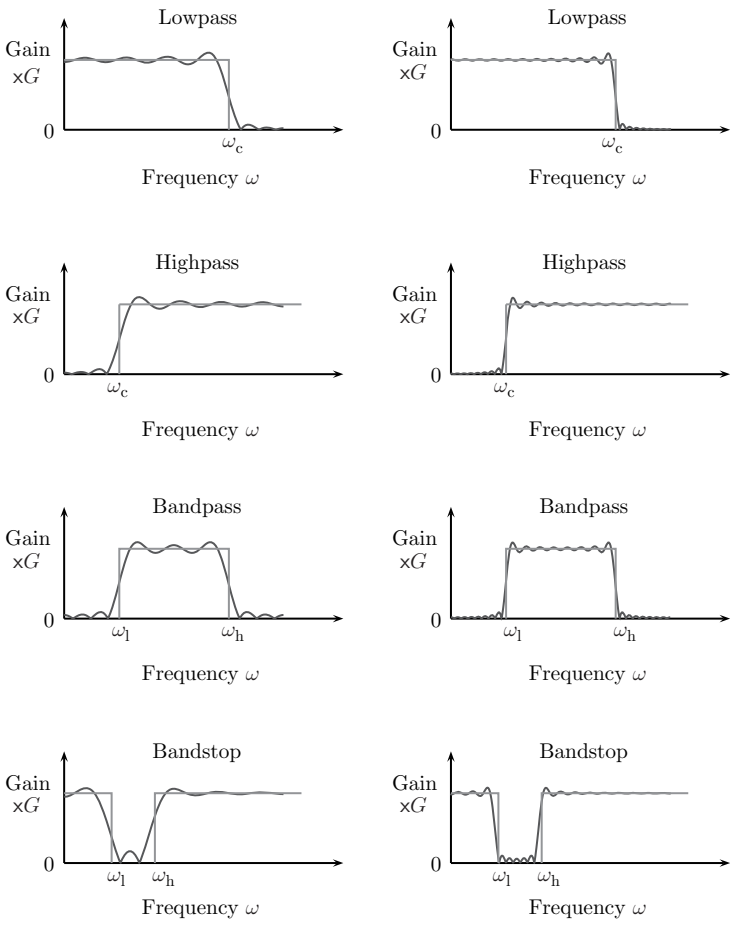 Lowpass
Gain
×G
0
ω_c
Frequency ω
Lowpass
Gain
×G
0
ω_c
Frequency ω
Highpass
Gain
×G
0
ω_c
Frequency ω
Highpass
Gain
×G
0
ω_c
Frequency ω
Bandpass
Gain
×G
0
ω_l ω_h
Frequency ω
Bandpass
Gain
×G
0
ω_l ω_h
Frequency ω
Bandstop
Gain
×G
0
ω_l ω_h
Frequency ω
Bandstop
Gain
×G
0
ω_l ω_h
Frequency ω